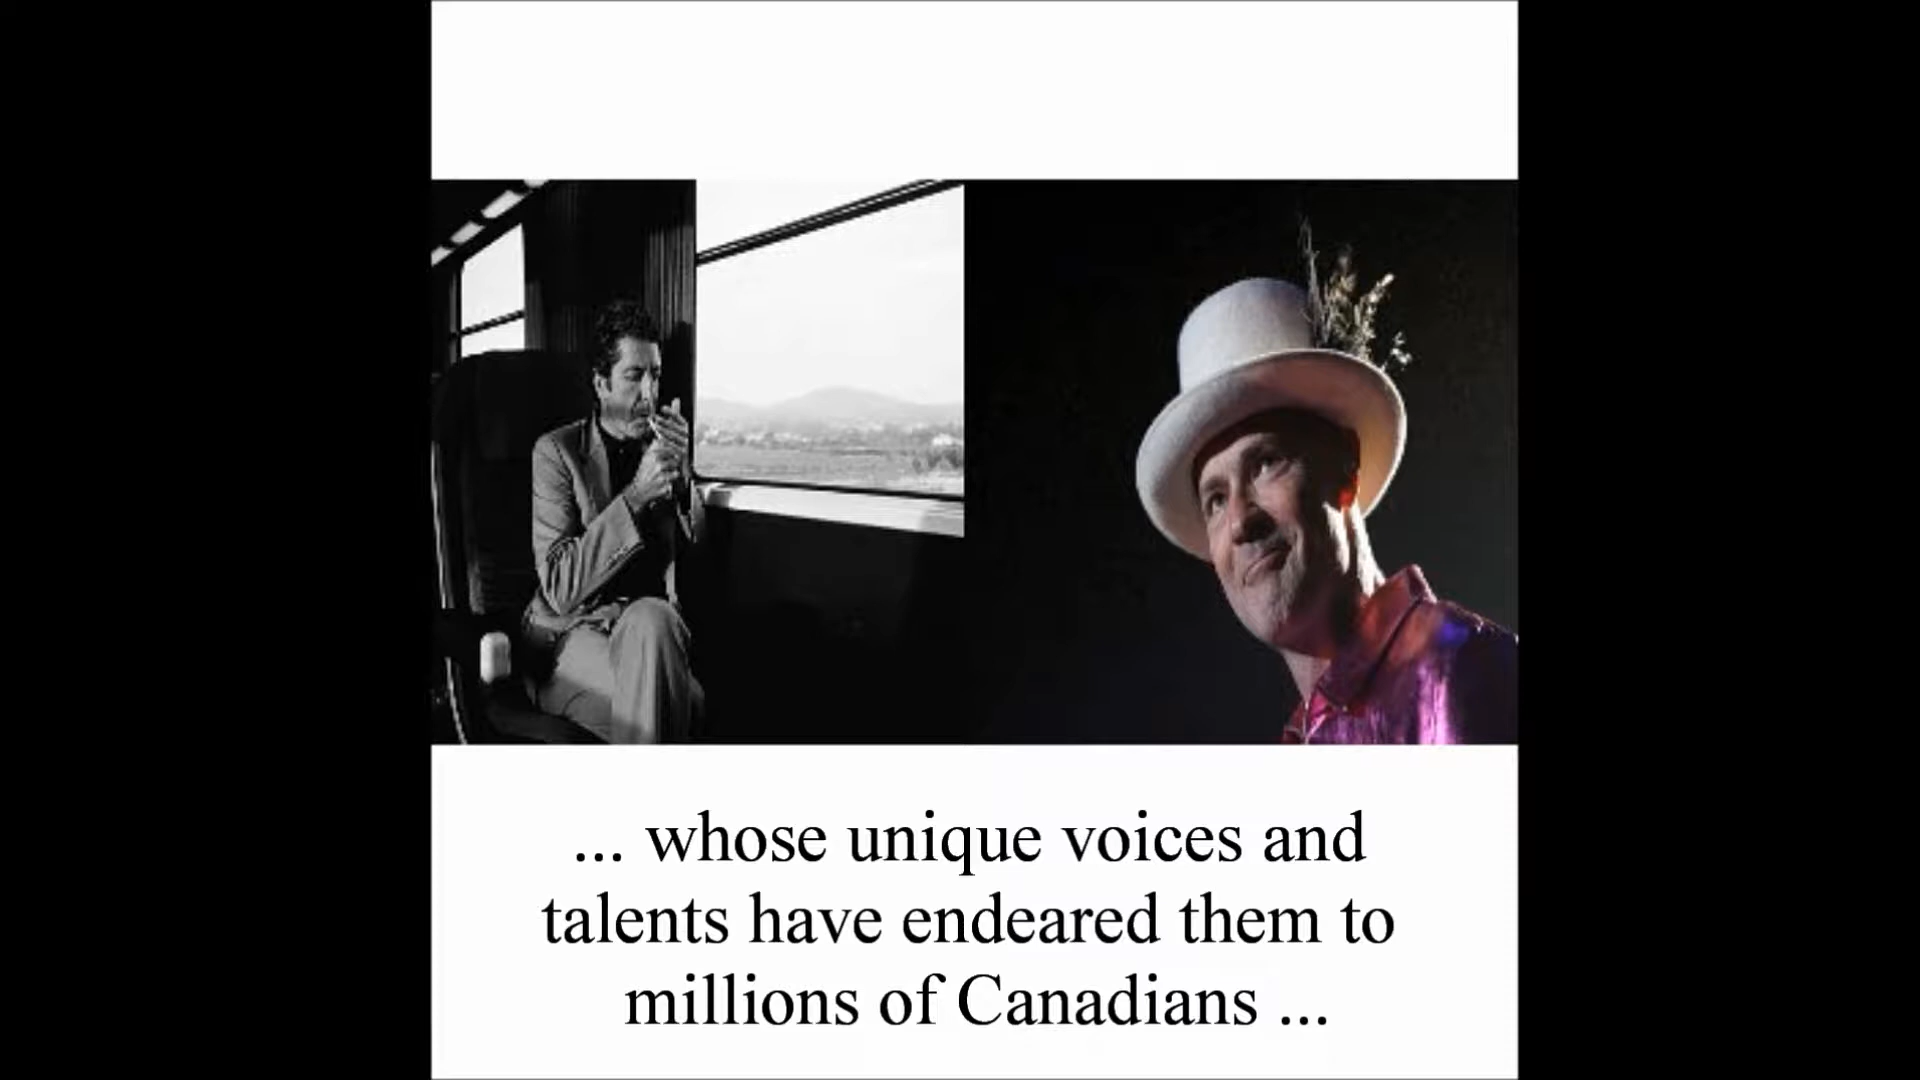 ... whose unique voices and
talents have endeared them to
millions of Canadians ...